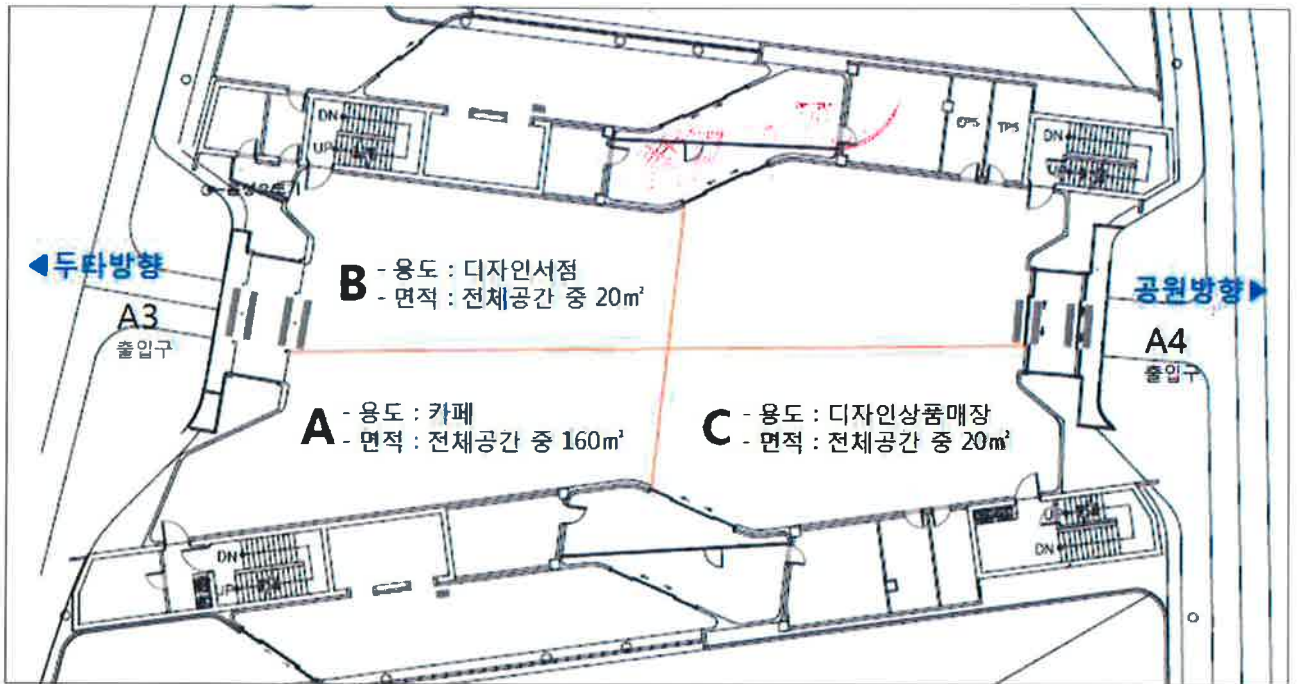 EPS
TPS
DN
DN
UP
B
- 용도 : 디자인서점
- 면적 : 전체공간 중 20㎡
◀두타방향
공원방향▶
A3
출입구
A4
출입구
A
- 용도 : 카페
- 면적 : 전체공간 중 160㎡
C
- 용도 : 디자인상품매장
- 면적 : 전체공간 중 20㎡
DN
UP
DN